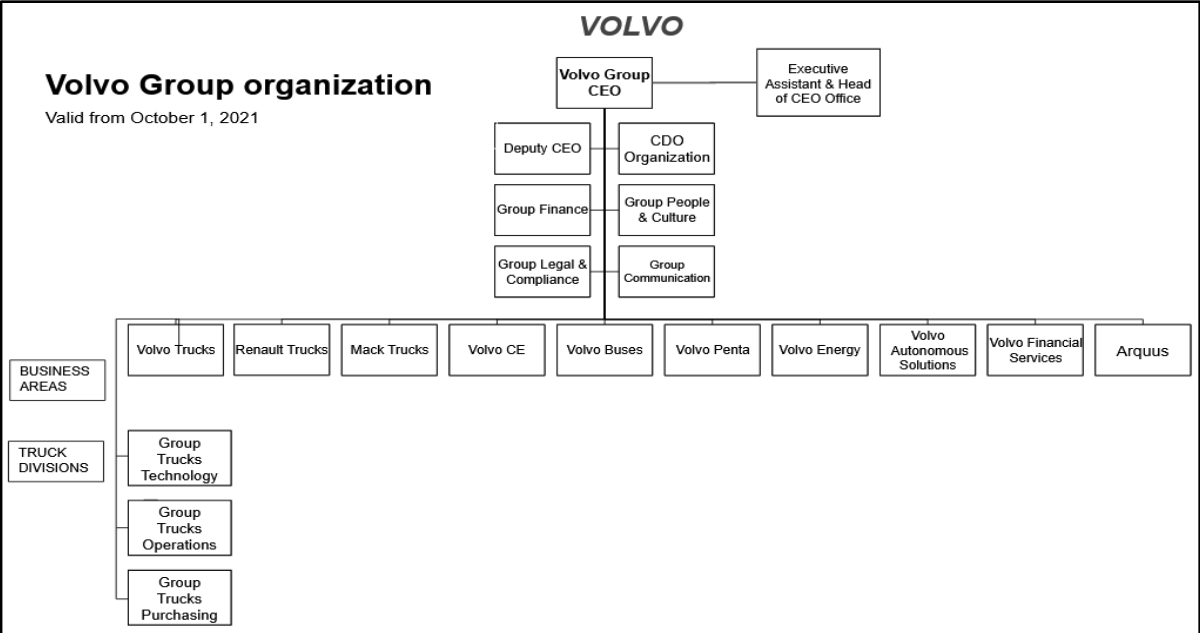 VOLVO
Volvo Group organization
Valid from October 1, 2021
Volvo Group
CEO
Executive
Assistant & Head
of CEO Office
Deputy CEO
CDO
Organization
Group Finance
Group People
& Culture
Group Legal &
Compliance
Group
Communication
BUSINESS
AREAS
Volvo Trucks
Renault Trucks
Mack Trucks
Volvo CE
Volvo Buses
Volvo Penta
Volvo Energy
Volvo
Autonomous
Solutions
Volvo Financial
Services
Arquus
TRUCK
DIVISIONS
Group
Trucks
Technology
Group
Trucks
Operations
Group
Trucks
Purchasing